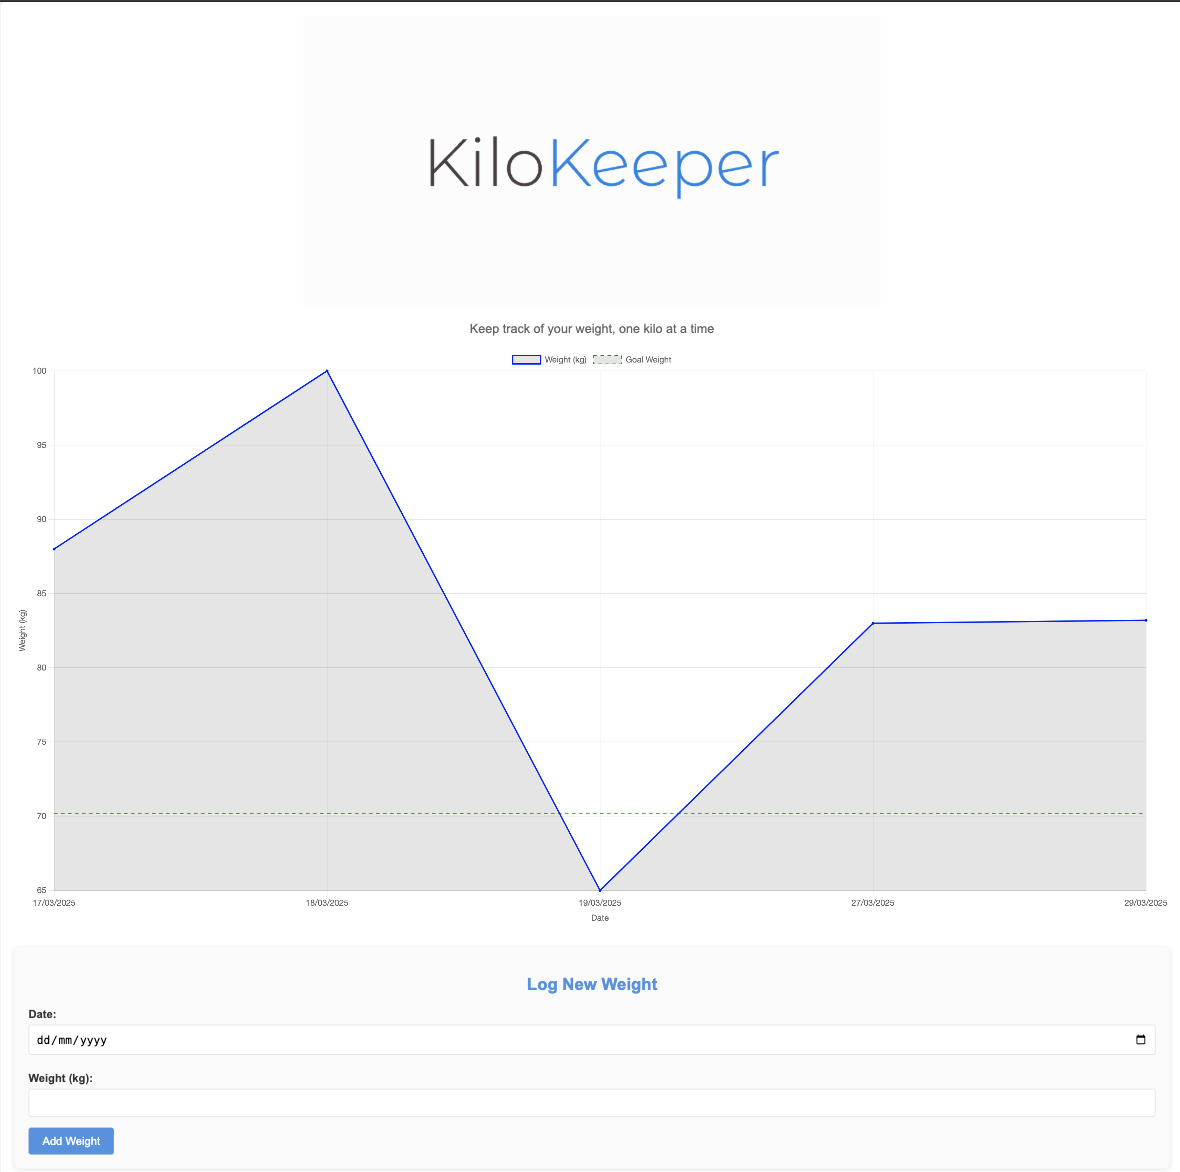 KiloKeeper
Keep track of your weight, one kilo at a time
Weight (kg) Goal Weight
100
95
90
85
80
75
70
65
Weight (kg)
17/03/2025 18/03/2025 19/03/2025 27/03/2025 29/03/2025
Date
Log New Weight
Date:
dd/mm/yyyy
Weight (kg):
Add Weight